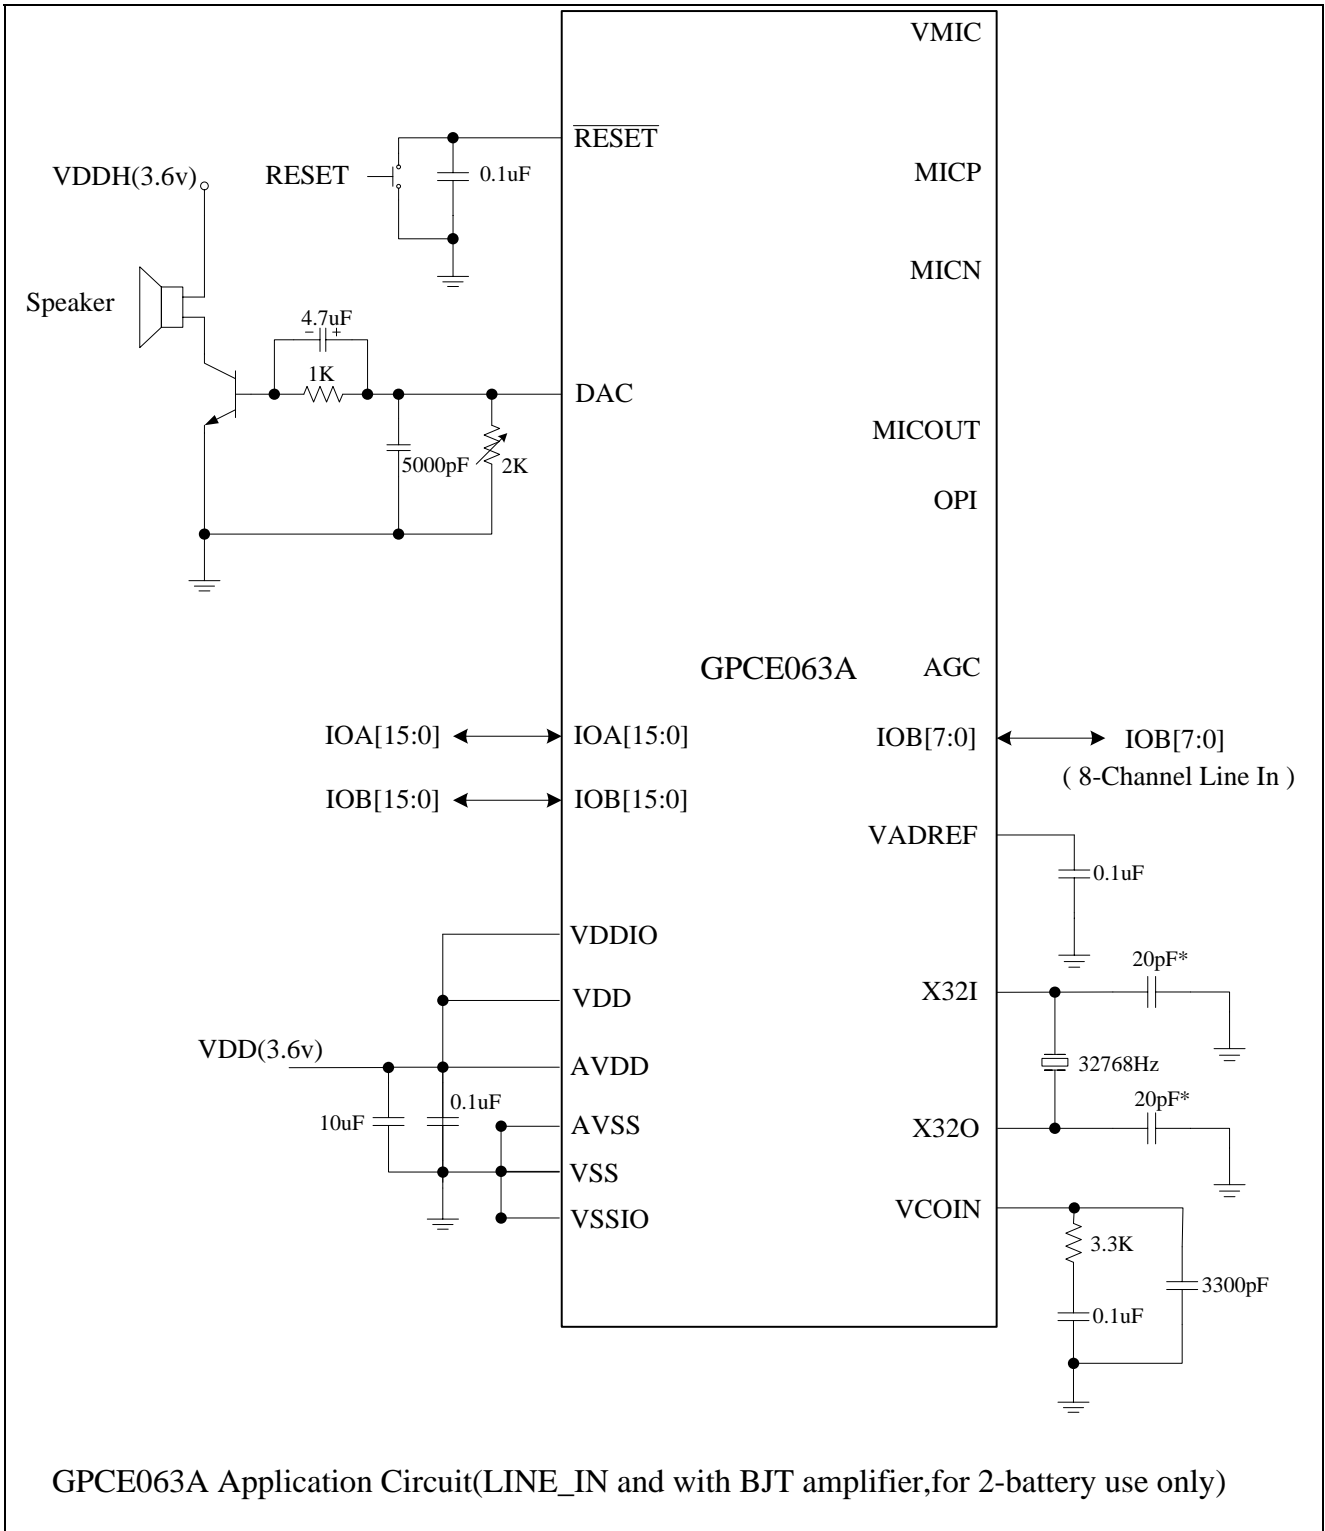 VMIC
RESET
RESET
0.1uF
MICP
VDDH(3.6v)
MICN
Speaker
4.7uF
− +
1K
DAC
5000pF
2K
MICOUT
OPI
GPCE063A
AGC
IOA[15:0]
IOA[15:0]
IOB[7:0]
IOB[7:0]
( 8-Channel Line In )
IOB[15:0]
IOB[15:0]
VADREF
0.1uF
VDDIO
20pF*
X32I
VDD
VDD(3.6v)
AVDD
32768Hz
0.1uF
10uF
20pF*
AVSS
X32O
VSS
VSSIO
VCOIN
3.3K
3300pF
0.1uF
GPCE063A Application Circuit(LINE_IN and with BJT amplifier,for 2-battery use only)